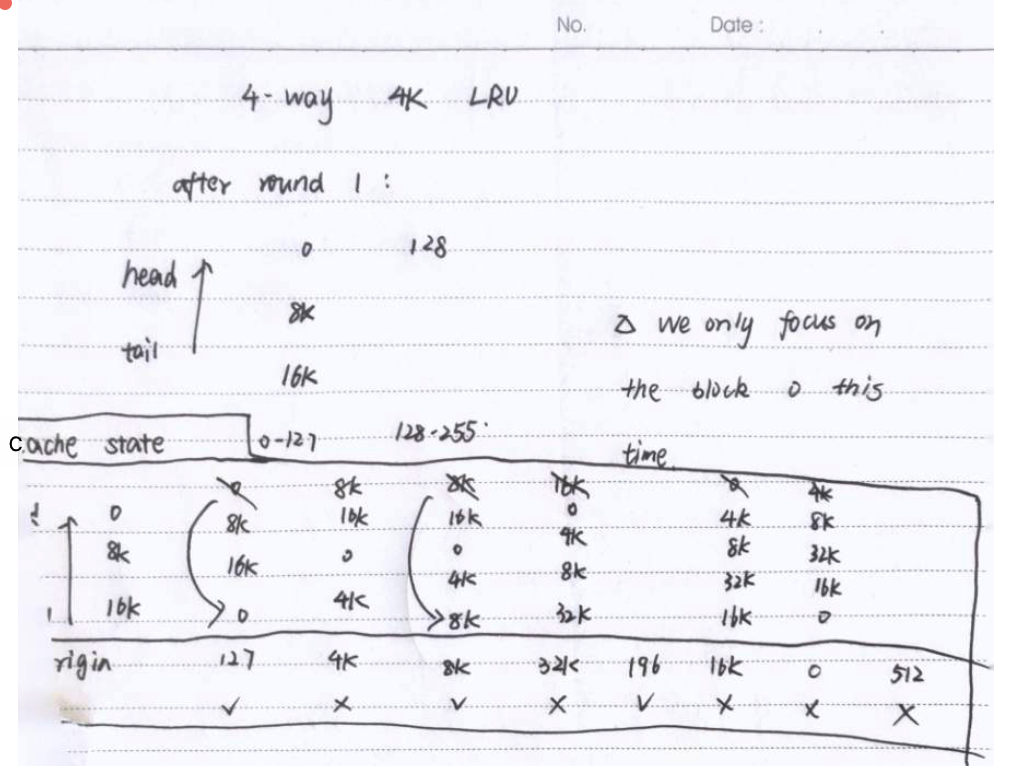 No. Date :
4-way 4K LRU
after round 1 :
0 128
head
8K
tail
16K
△ we only focus on
the block 0 this
time
cache state 0-127 128-255
0 8K 8K 16K 0 4K
0 8K 16K 16K 0 4K 8K
8K 16K 0 0 4K 8K 32K
16K 0 4K 4K 8K 32K 16K
8K 32K 16K 0
rigin 127 4K 8K 32K 196 16K 0 512
✓ × ✓ × ✓ × × ×